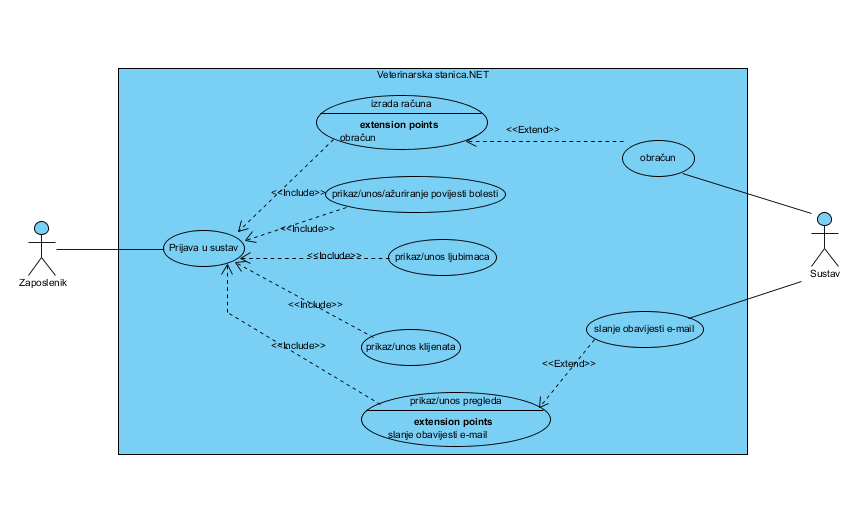 Veterinarska stanica.NET
izrada računa
extension points
obračun
<<Extend>>
obračun
<<Include>>
prikaz/unos/ažuriranje povijesti bolesti
<<Include>>
Prijava u sustav
<<Include>>
prikaz/unos ljubimaca
Zaposlenik
Sustav
<<Include>>
slanje obavijesti e-mail
<<Include>>
prikaz/unos klijenata
<<Extend>>
prikaz/unos pregleda
extension points
slanje obavijesti e-mail